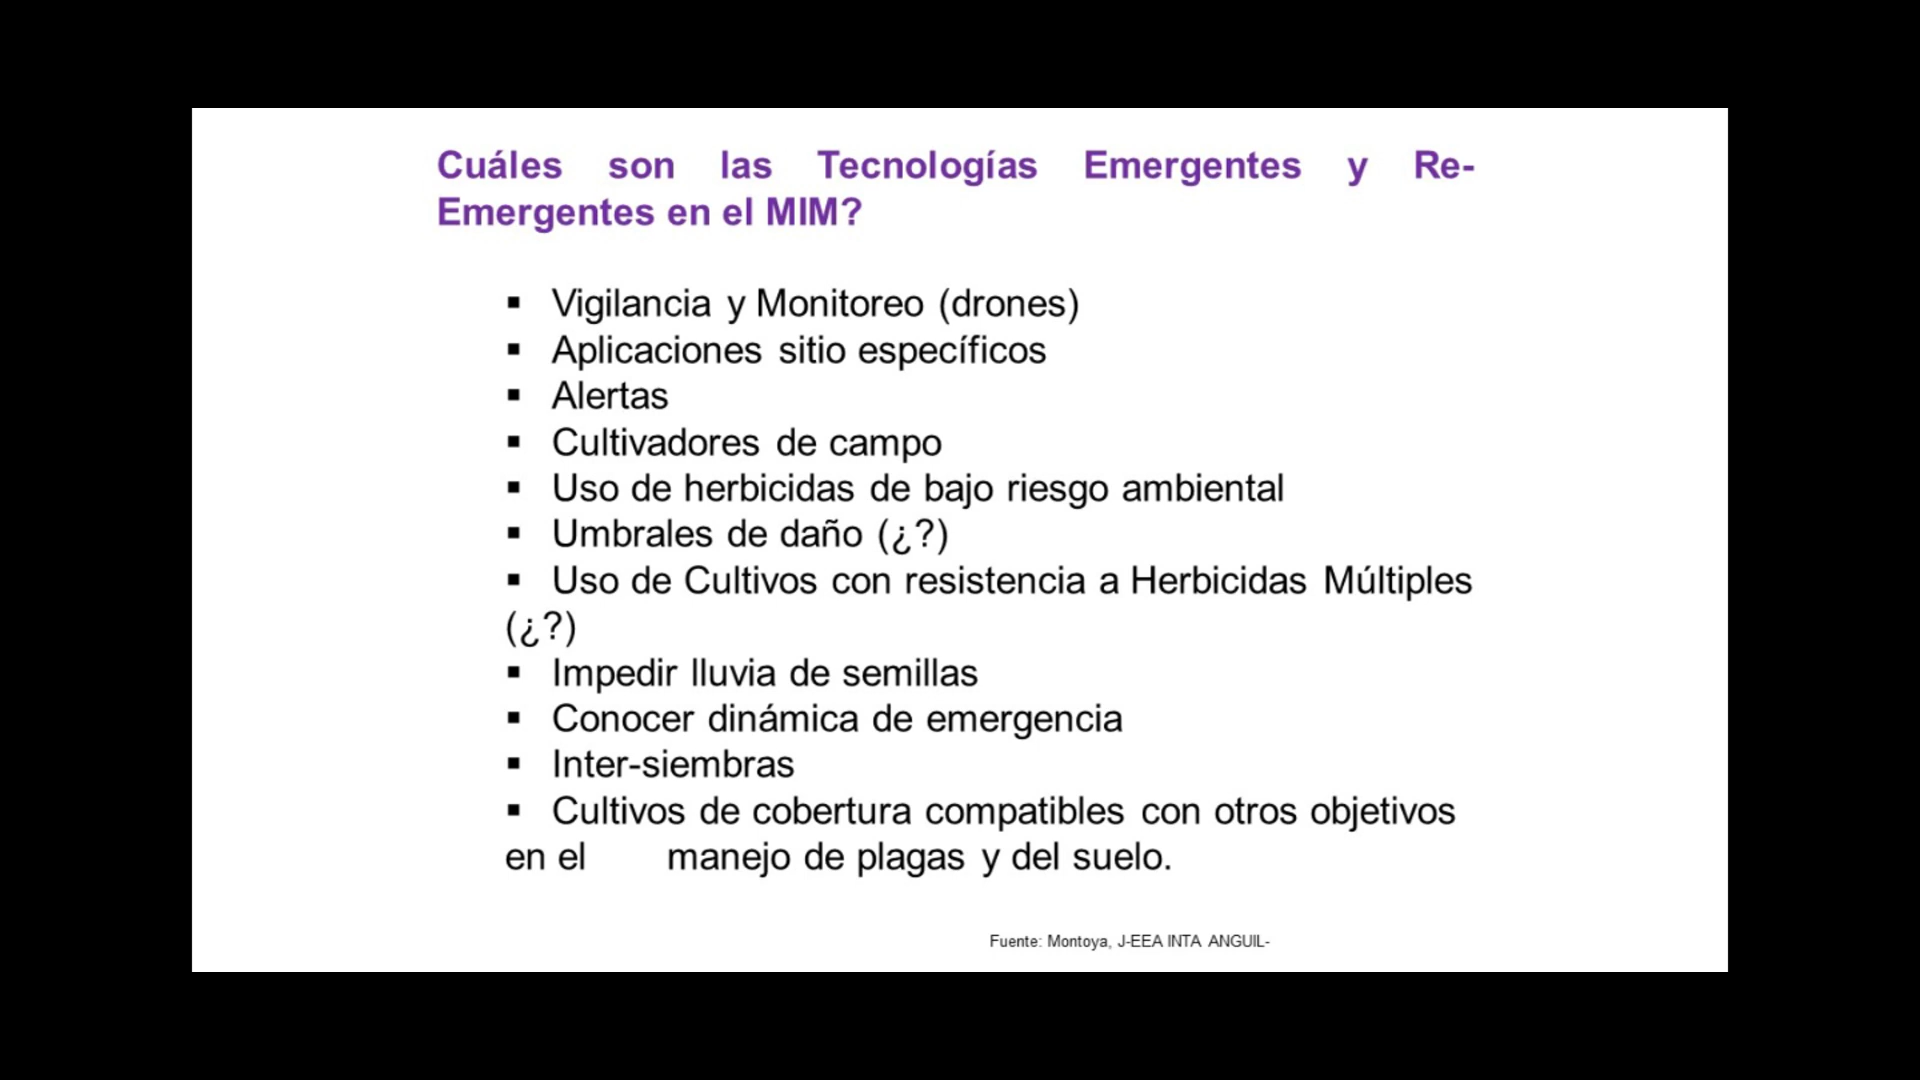 Cuáles son las Tecnologías Emergentes y Re-
Emergentes en el MIM?
▪ Vigilancia y Monitoreo (drones)
▪ Aplicaciones sitio específicos
▪ Alertas
▪ Cultivadores de campo
▪ Uso de herbicidas de bajo riesgo ambiental
▪ Umbrales de daño (¿?)
▪ Uso de Cultivos con resistencia a Herbicidas Múltiples
(¿?)
▪ Impedir lluvia de semillas
▪ Conocer dinámica de emergencia
▪ Inter-siembras
▪ Cultivos de cobertura compatibles con otros objetivos
en el manejo de plagas y del suelo.
Fuente: Montoya, J-EEA INTA ANGUIL-